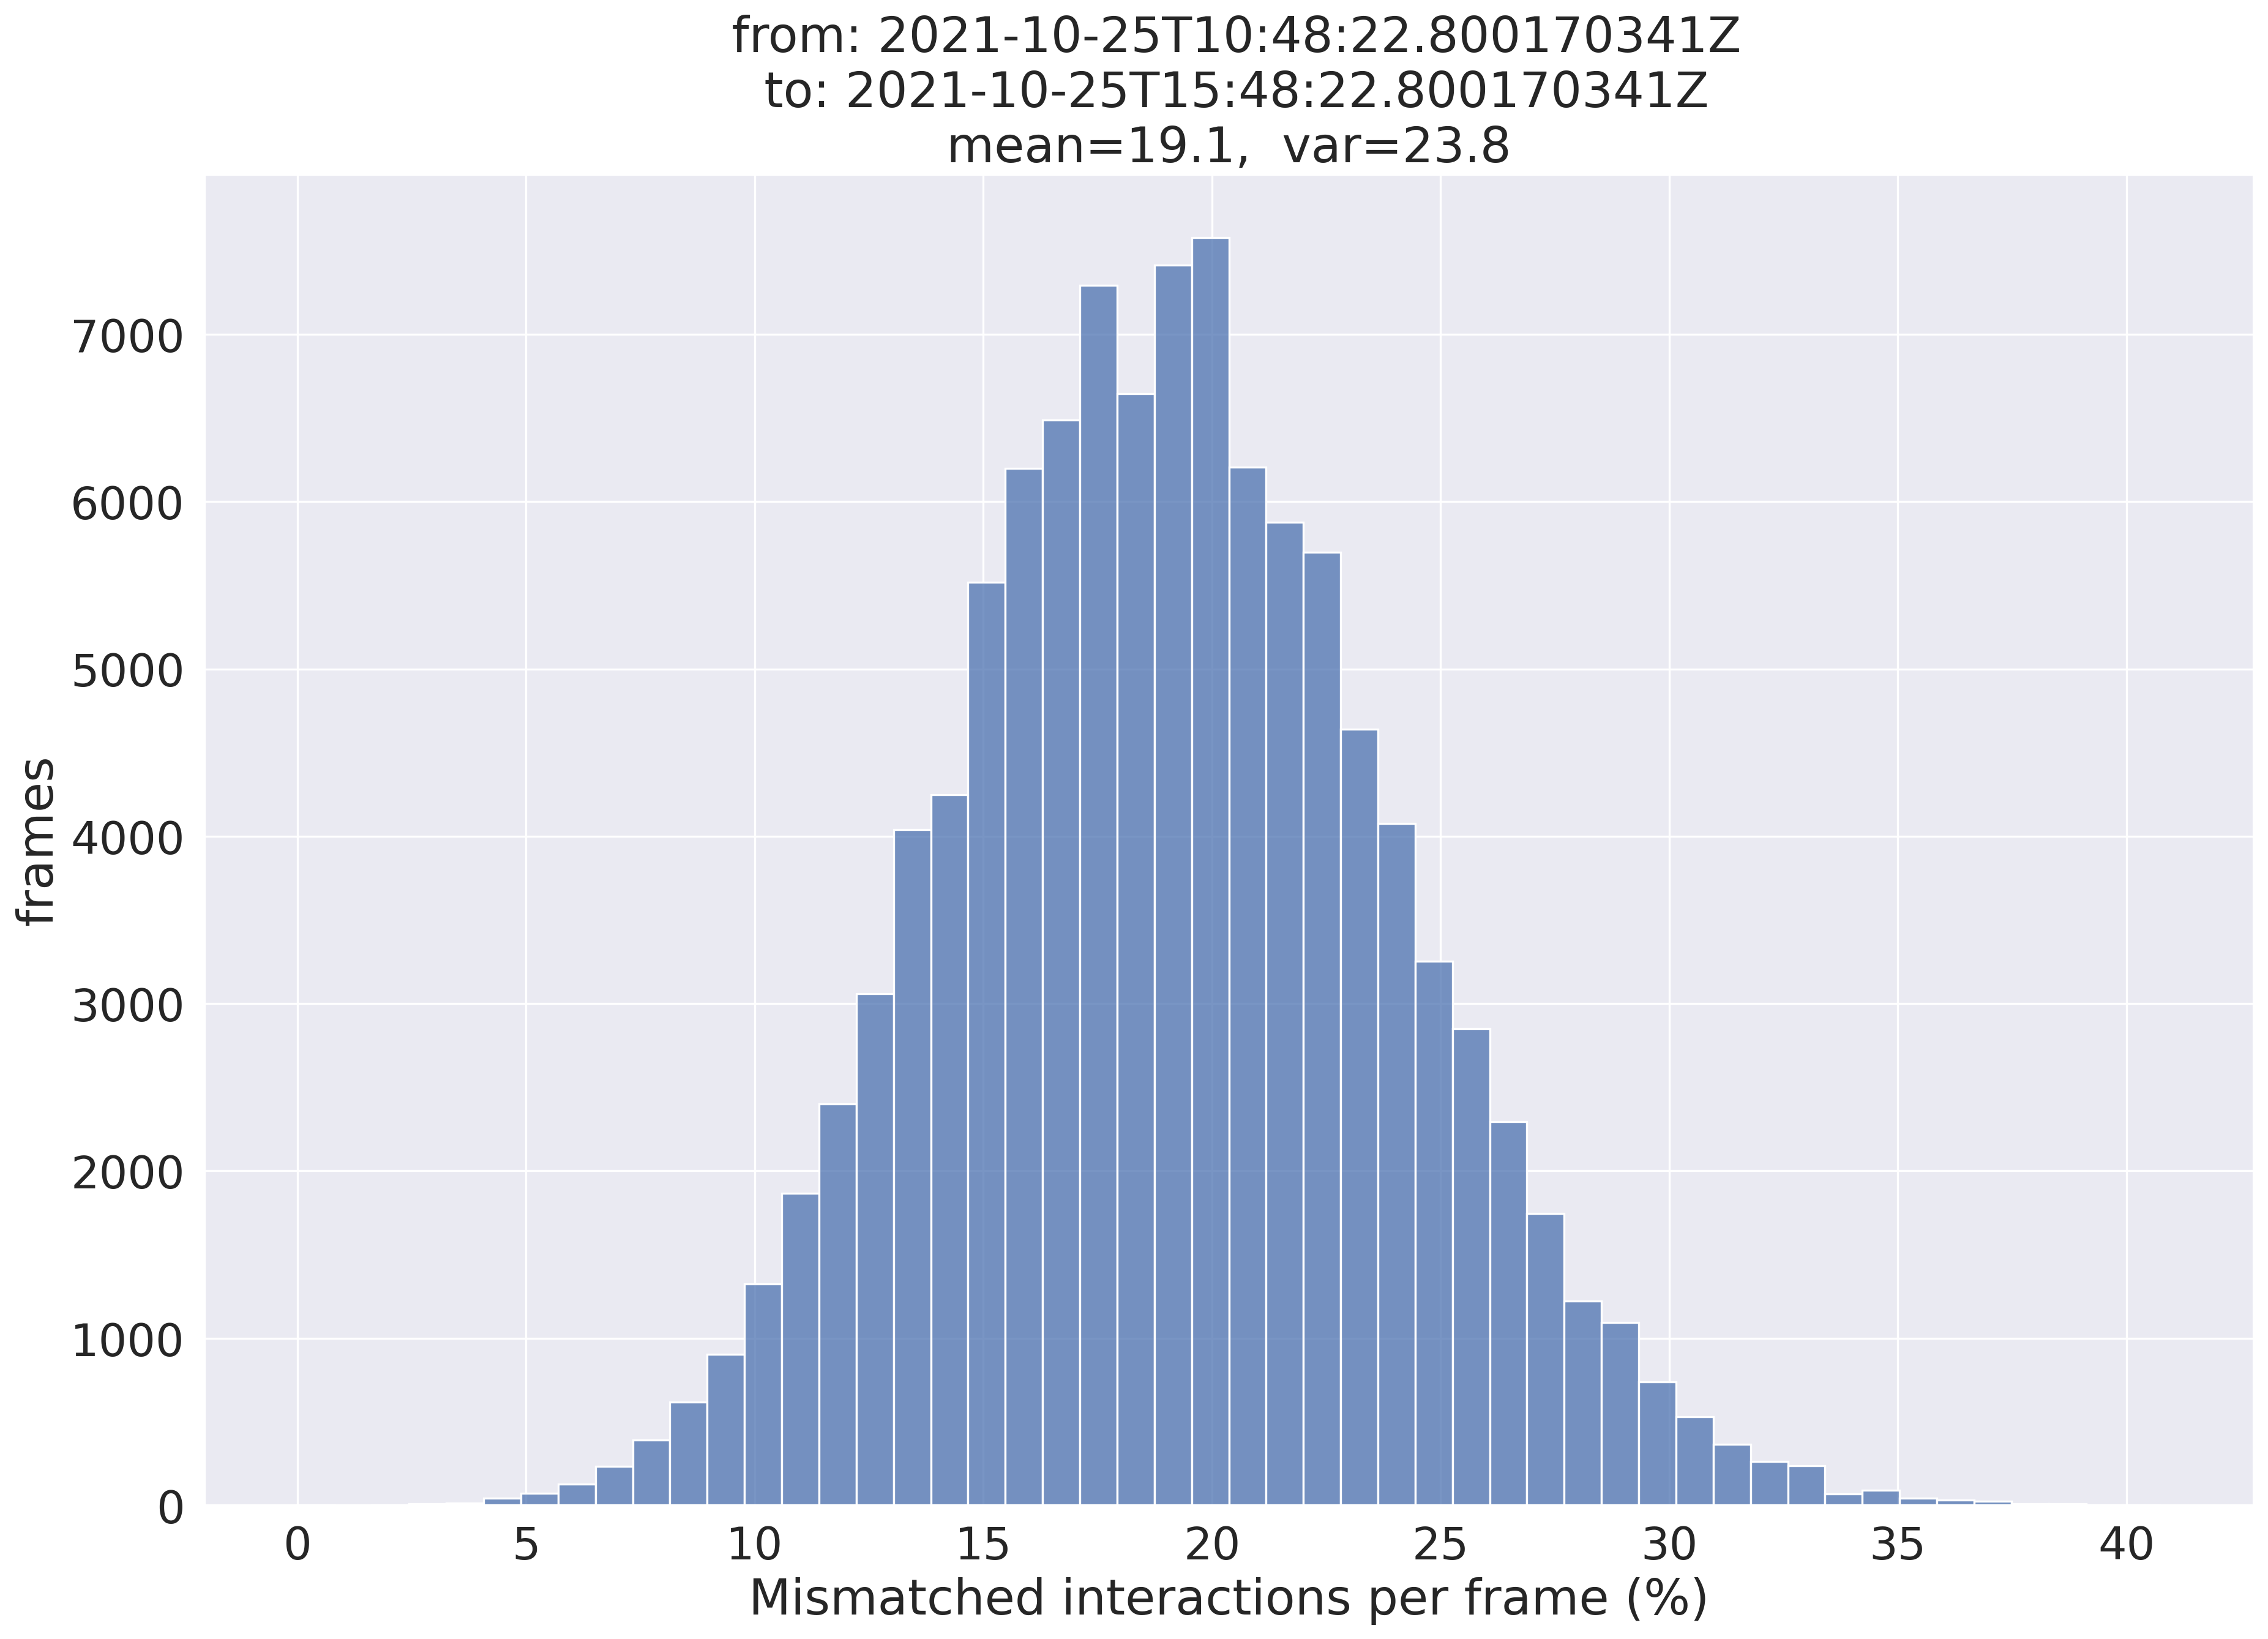 from: 2021-10-25T10:48:22.800170341Z
to: 2021-10-25T15:48:22.800170341Z
mean=19.1,  var=23.8
7000
6000
5000
4000
3000
2000
1000
0
frames
0 5 10 15 20 25 30 35 40
Mismatched interactions per frame (%)